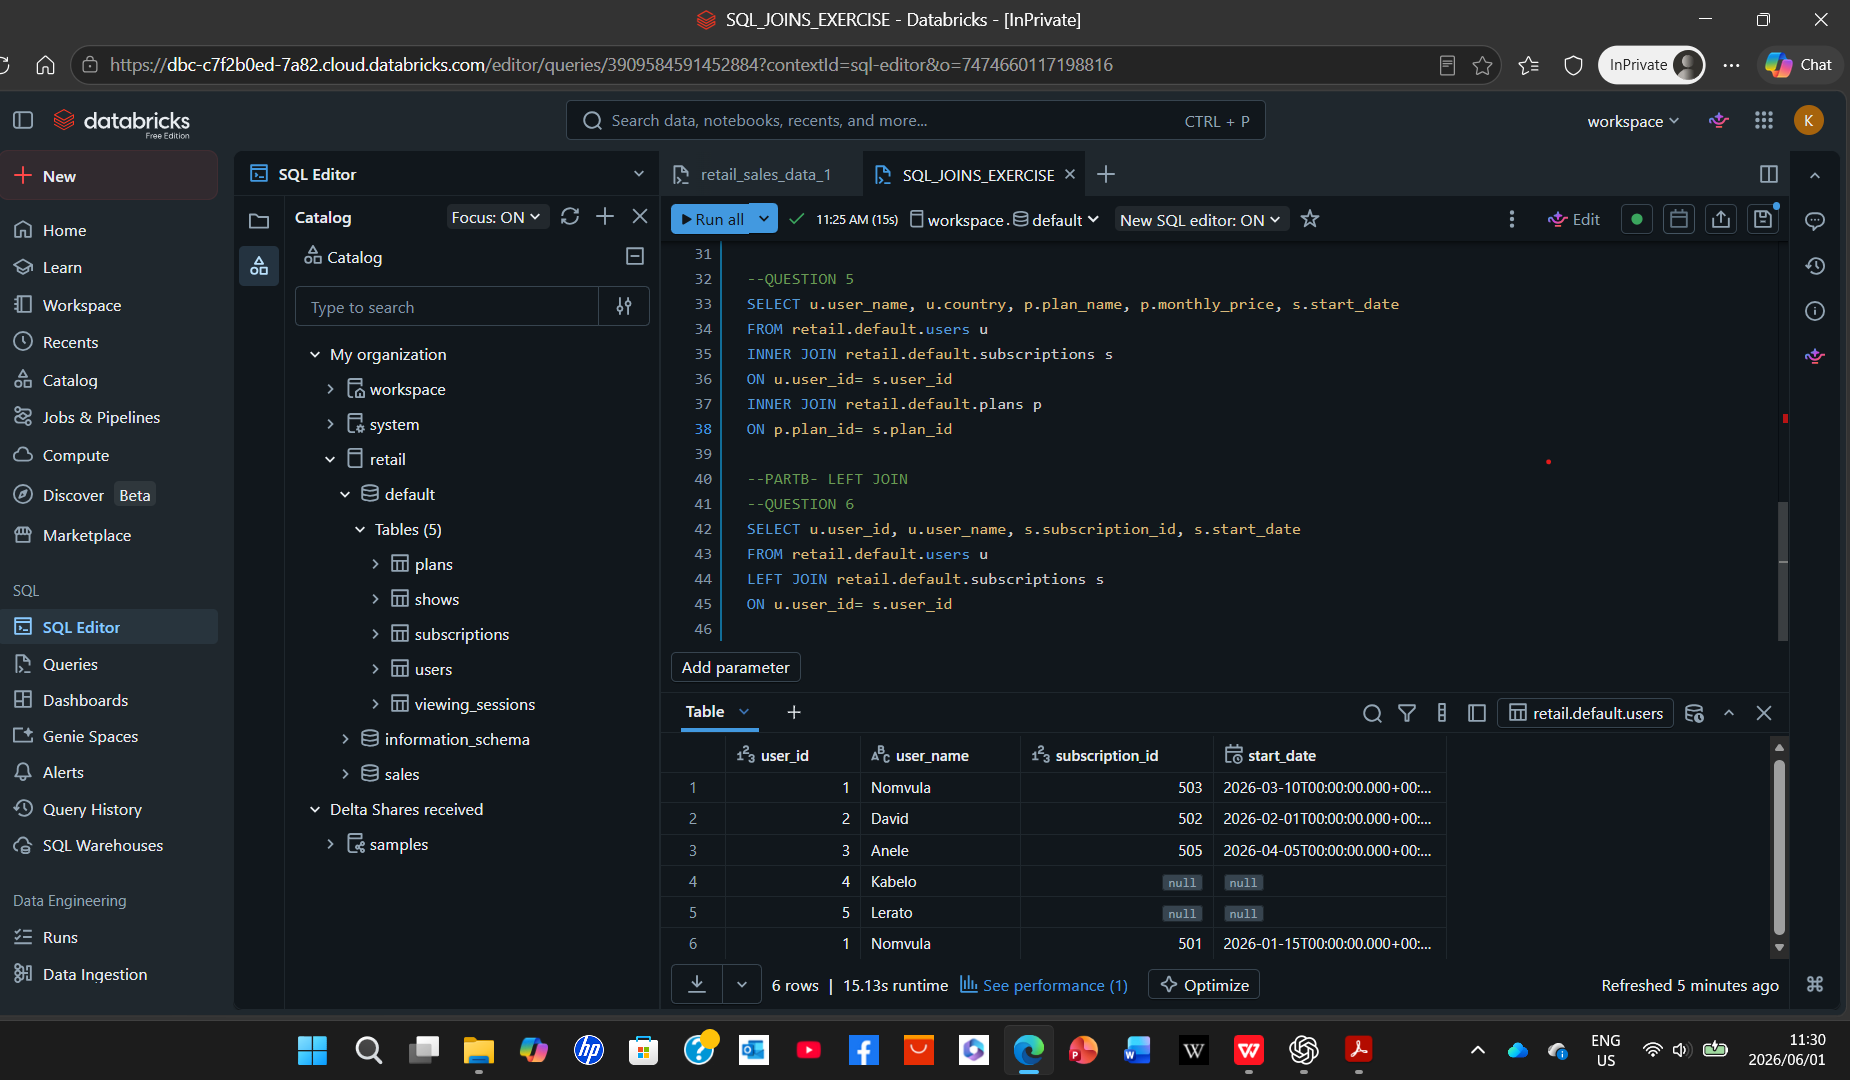 SQL_JOINS_EXERCISE - Databricks - [InPrivate]
https://dbc-c7f2b0ed-7a82.cloud.databricks.com/editor/queries/3909584591452884?contextId=sql-editor&o=7474660117198816
InPrivate
Chat
databricks
Free Edition
Search data, notebooks, recents, and more...
CTRL + P
workspace
K
New
Home
Learn
Workspace
Recents
Catalog
Jobs & Pipelines
Compute
Discover Beta
Marketplace
SQL
SQL Editor
Queries
Dashboards
Genie Spaces
Alerts
Query History
SQL Warehouses
Data Engineering
Runs
Data Ingestion
SQL Editor
Catalog
Focus: ON
Catalog
Type to search
My organization
workspace
system
retail
default
Tables (5)
plans
shows
subscriptions
users
viewing_sessions
information_schema
sales
Delta Shares received
samples
retail_sales_data_1
SQL_JOINS_EXERCISE
Run all
11:25 AM (15s)
workspace.default
New SQL editor: ON
Edit
31
32 --QUESTION 5
33 SELECT u.user_name, u.country, p.plan_name, p.monthly_price, s.start_date
34 FROM retail.default.users u
35 INNER JOIN retail.default.subscriptions s
36 ON u.user_id= s.user_id
37 INNER JOIN retail.default.plans p
38 ON p.plan_id= s.plan_id
39
40 --PARTB- LEFT JOIN
41 --QUESTION 6
42 SELECT u.user_id, u.user_name, s.subscription_id, s.start_date
43 FROM retail.default.users u
44 LEFT JOIN retail.default.subscriptions s
45 ON u.user_id= s.user_id
46
Add parameter
Table
retail.default.users
user_id user_name subscription_id start_date
1 1 Nomvula 503 2026-03-10T00:00:00.000+00:...
2 2 David 502 2026-02-01T00:00:00.000+00:...
3 3 Anele 505 2026-04-05T00:00:00.000+00:...
4 4 Kabelo null null
5 5 Lerato null null
6 1 Nomvula 501 2026-01-15T00:00:00.000+00:...
6 rows | 15.13s runtime
See performance (1)
Optimize
Refreshed 5 minutes ago
ENG
US
11:30
2026/06/01